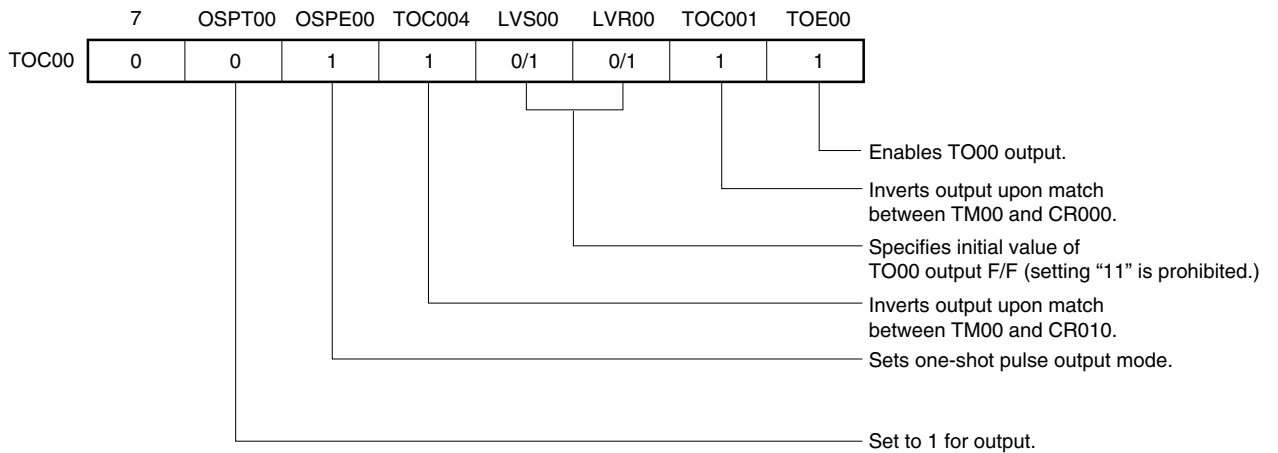 7 OSPT00 OSPE00 TOC004 LVS00 LVR00 TOC001 TOE00
TOC00 0 0 1 1 0/1 0/1 1 1
Enables TO00 output.
Inverts output upon match
between TM00 and CR000.
Specifies initial value of
TO00 output F/F (setting “11” is prohibited.)
Inverts output upon match
between TM00 and CR010.
Sets one-shot pulse output mode.
Set to 1 for output.